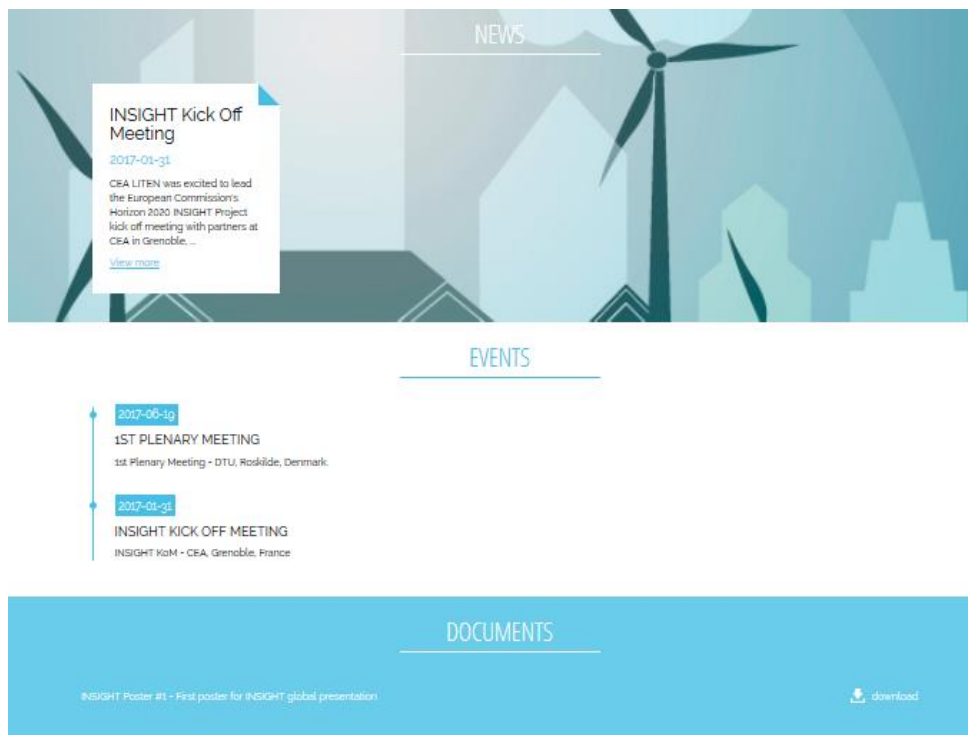 NEWS
INSIGHT Kick Off
Meeting
2017-01-31
CEA LITEN was excited to lead
the European Commission's
Horizon 2020 INSIGHT Project
kick off meeting with partners at
CEA in Grenoble, ...
View more
EVENTS
2017-06-19
1ST PLENARY MEETING
1st Plenary Meeting - DTU, Roskilde, Denmark.
2017-01-31
INSIGHT KICK OFF MEETING
INSIGHT KoM - CEA, Grenoble, France
DOCUMENTS
INSIGHT Poster #1 - First poster for INSIGHT global presentation
download